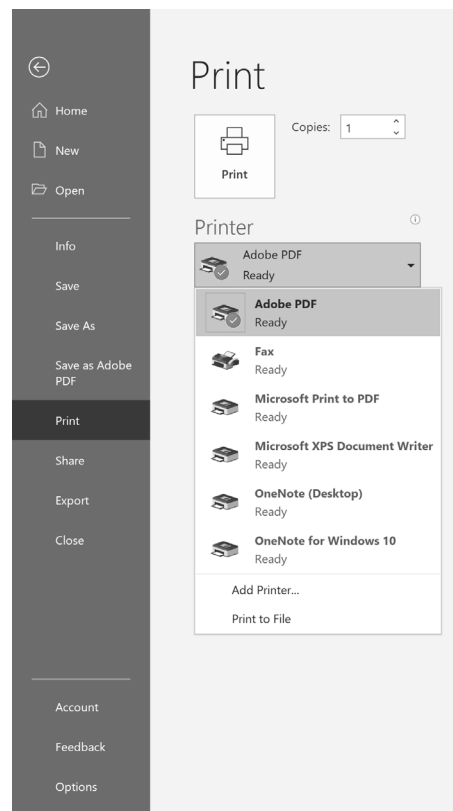 Home
New
Open
Info
Save
Save As
Save as Adobe
PDF
Print
Share
Export
Close
Account
Feedback
Options
Print
Copies: 1
Print
Printer
Adobe PDF
Ready
Adobe PDF
Ready
Fax
Ready
Microsoft Print to PDF
Ready
Microsoft XPS Document Writer
Ready
OneNote (Desktop)
Ready
OneNote for Windows 10
Ready
Add Printer...
Print to File